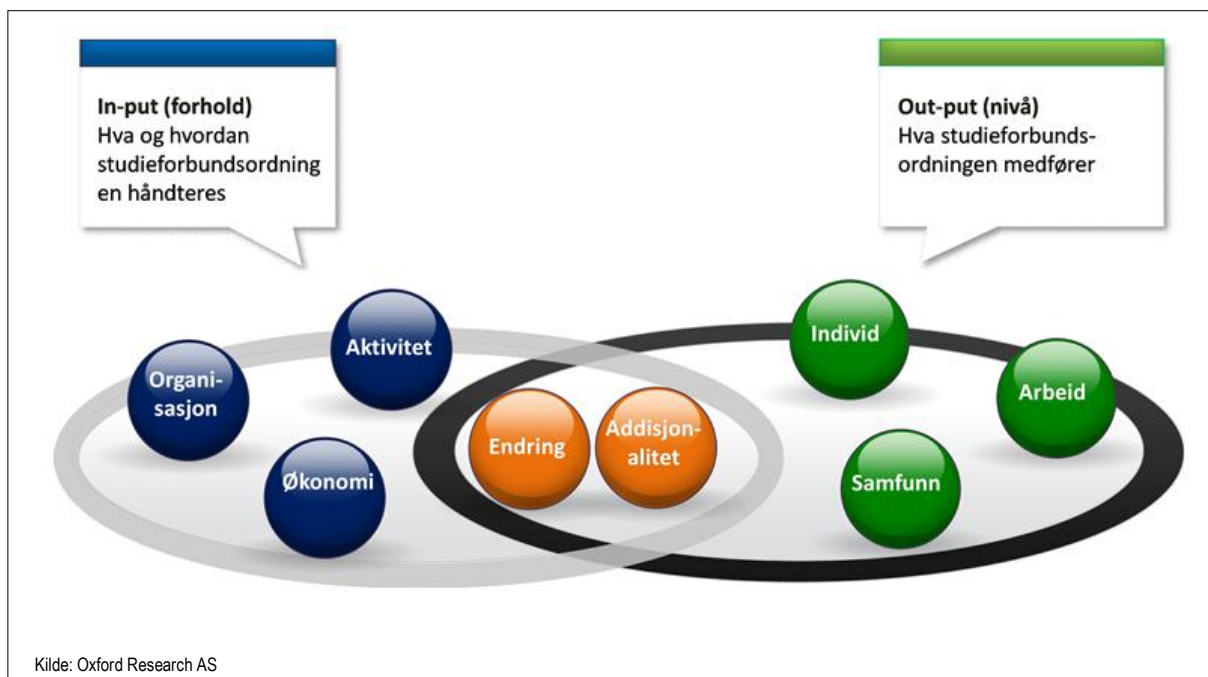 In-put (forhold)
Hva og hvordan
studieforbundsordning
en håndteres
Out-put (nivå)
Hva studieforbunds-
ordningen medfører
Organi-
sasjon
Aktivitet
Økonomi
Endring
Addisjon-
alitet
Individ
Arbeid
Samfunn
Kilde: Oxford Research AS